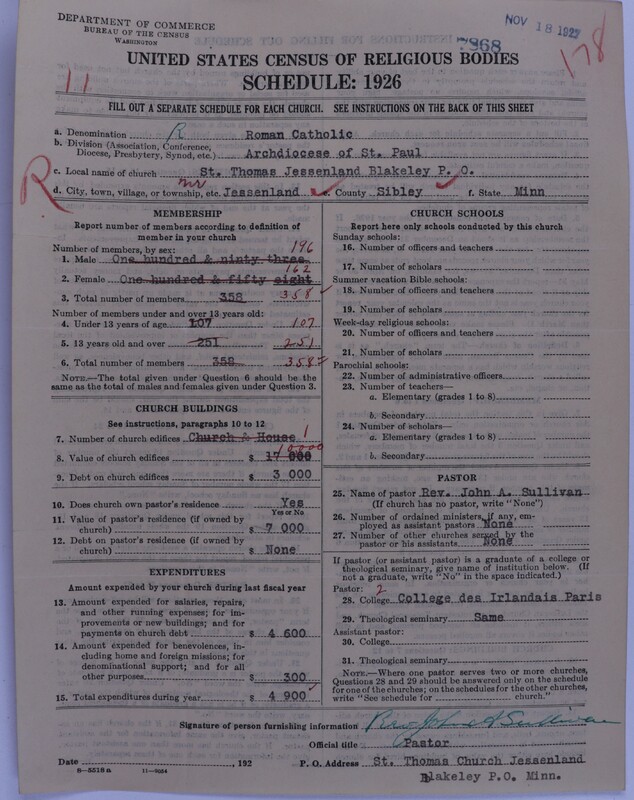 DEPARTMENT OF COMMERCE
BUREAU OF THE CENSUS
WASHINGTON
NOV 18 1927
7868
178
UNITED STATES CENSUS OF RELIGIOUS BODIES
SCHEDULE: 1926
11
FILL OUT A SEPARATE SCHEDULE FOR EACH CHURCH. SEE INSTRUCTIONS ON THE BACK OF THIS SHEET
a. Denomination R Roman Catholic
b. Division (Association, Conference,
Diocese, Presbytery, Synod, etc.) Archdiocese of St. Paul
c. Local name of church St. Thomas Jessenland Blakeley P. O.
R
d. City, town, village, or township, etc. Jessenland e. County Sibley f. State Minn
MEMBERSHIP
Report number of members according to definition of
member in your church
Number of members, by sex: 196
1. Male One hundred & ninty three
162
2. Female One hundred & fifty eight
3. Total number of members 358 358
Number of members under and over 13 years old:
4. Under 13 years of age 107 107
5. 13 years old and over 251 251
6. Total number of members 358 358
NOTE.—The total given under Question 6 should be
same as the total of males and females given under Question 3.
CHURCH BUILDINGS
See instructions, paragraphs 10 to 12
7. Number of church edifices Church & House 1
10000
8. Value of church edifices $ 17 000
9. Debt on church edifices $ 3 000
10. Does church own pastor's residence Yes
Yes or No
11. Value of pastor's residence (if owned by
church) $ 7 000
12. Debt on pastor's residence (if owned by
church) $ None
EXPENDITURES
Amount expended by your church during last fiscal year
13. Amount expended for salaries, repairs,
and other running expenses; for im-
provements or new buildings; and for
payments on church debt $ 4 600
14. Amount expended for benevolences, in-
cluding home and foreign missions; for
denominational support; and for all
other purposes $ 300
15. Total expenditures during year $ 4 900
CHURCH SCHOOLS
Report here only schools conducted by this church
Sunday schools:
16. Number of officers and teachers
17. Number of scholars
Summer vacation Bible schools:
18. Number of officers and teachers
19. Number of scholars
Week-day religious schools:
20. Number of officers and teachers
21. Number of scholars
Parochial schools:
22. Number of administrative officers
23. Number of teachers—
a. Elementary (grades 1 to 8)
b. Secondary
24. Number of scholars—
a. Elementary (grades 1 to 8)
b. Secondary
PASTOR
25. Name of pastor Rev. John A. Sullivan
(If church has no pastor, write "None")
26. Number of ordained ministers, if any, em-
ployed as assistant pastors None
27. Number of other churches served by the
pastor or his assistants None
If pastor (or assistant pastor) is a graduate of a college or
theological seminary, give name of institution below. (If
not a graduate, write "No" in the space indicated.)
Pastor: 2
28. College College des Irlandais Paris
29. Theological seminary Same
Assistant pastor:
30. College
31. Theological seminary
NOTE.—Where one pastor serves two or more churches,
Questions 28 and 29 should be answered only on the schedule
for one of the churches; on the schedules for the other churches,
write "See schedule for church."
Signature of person furnishing information Rev John A Sullivan
Official title Pastor
Date , 192 P. O. Address St. Thomas Church Jessenland
8—5518a 11—9054 Blakeley P.O. Minn.